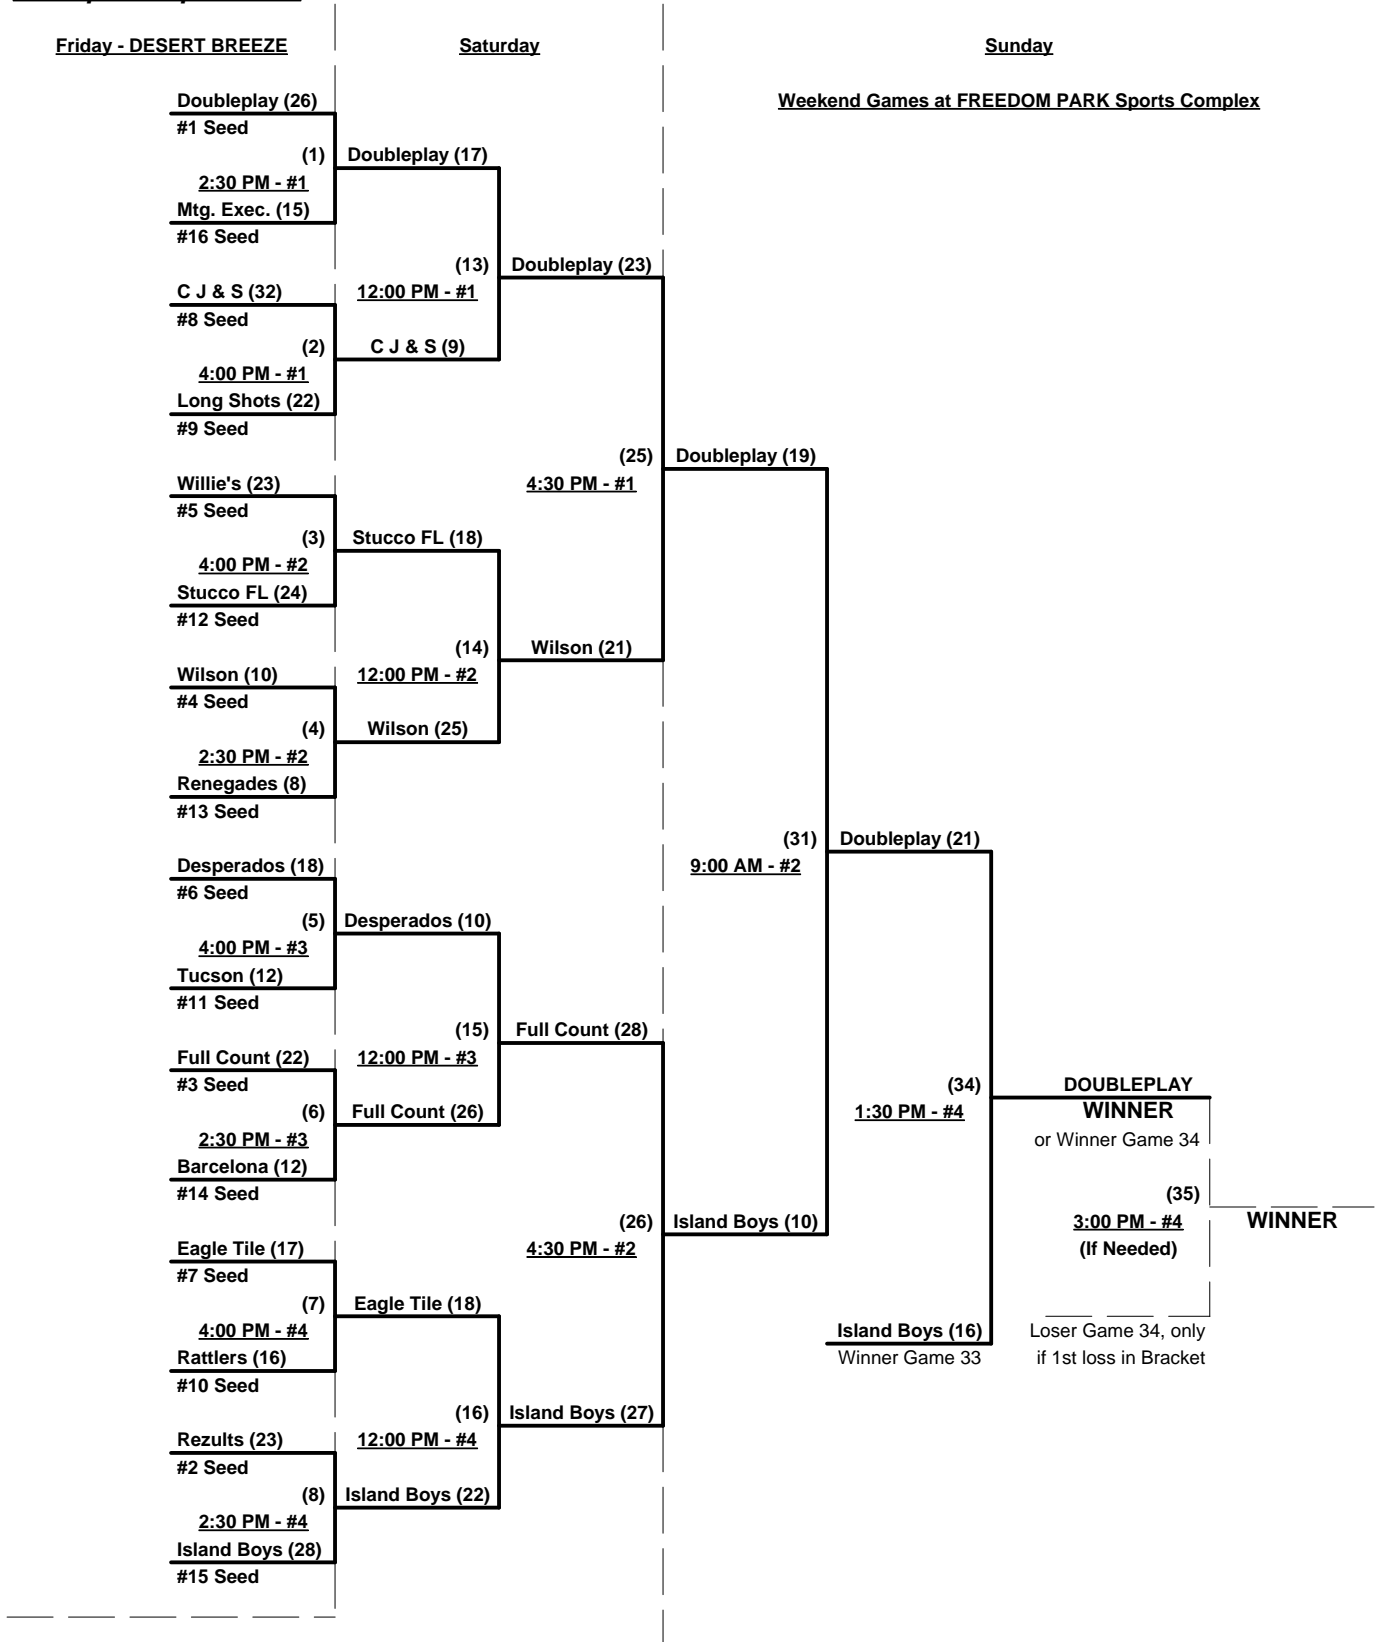 Friday - DESERT BREEZE
Saturday
Sunday
Weekend Games at FREEDOM PARK Sports Complex
Doubleplay (26)
#1 Seed
(1)
2:30 PM - #1
Mtg. Exec. (15)
#16 Seed
C J & S (32)
#8 Seed
(2)
4:00 PM - #1
Long Shots (22)
#9 Seed
Willie's (23)
#5 Seed
(3)
4:00 PM - #2
Stucco FL (24)
#12 Seed
Wilson (10)
#4 Seed
(4)
2:30 PM - #2
Renegades (8)
#13 Seed
Desperados (18)
#6 Seed
(5)
4:00 PM - #3
Tucson (12)
#11 Seed
Full Count (22)
#3 Seed
(6)
2:30 PM - #3
Barcelona (12)
#14 Seed
Eagle Tile (17)
#7 Seed
(7)
4:00 PM - #4
Rattlers (16)
#10 Seed
Rezults (23)
#2 Seed
(8)
2:30 PM - #4
Island Boys (28)
#15 Seed
Doubleplay (17)
(13)
12:00 PM - #1
C J & S (9)
Stucco FL (18)
(14)
12:00 PM - #2
Wilson (25)
Desperados (10)
(15)
12:00 PM - #3
Full Count (26)
Eagle Tile (18)
(16)
12:00 PM - #4
Island Boys (22)
Doubleplay (23)
(25)
4:30 PM - #1
Wilson (21)
Full Count (28)
(26)
4:30 PM - #2
Island Boys (27)
Doubleplay (19)
(31)
9:00 AM - #2
Island Boys (10)
Doubleplay (21)
(34)
1:30 PM - #4
Island Boys (16)
Winner Game 33
DOUBLEPLAY
WINNER
or Winner Game 34
(35)
3:00 PM - #4
(If Needed)
Loser Game 34, only
if 1st loss in Bracket
WINNER